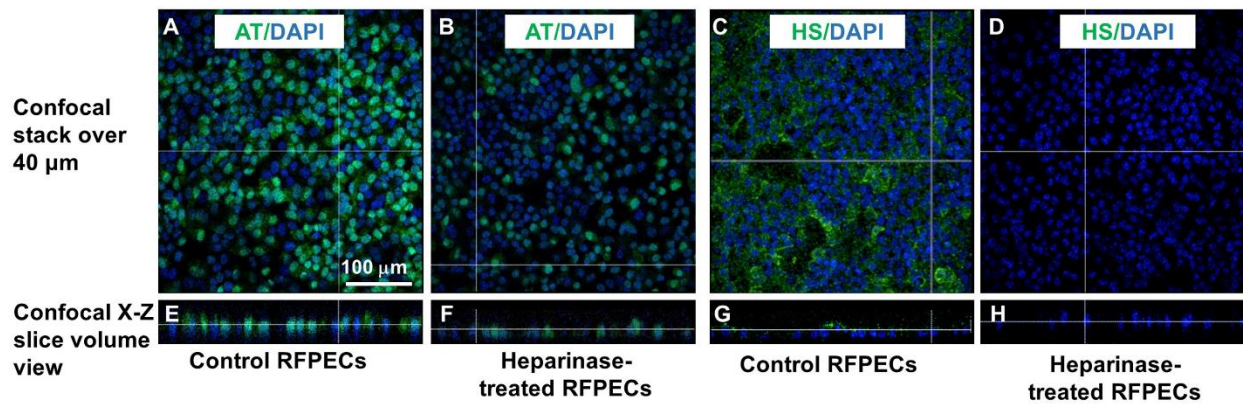 A
AT/DAPI
B
AT/DAPI
C
HS/DAPI
D
HS/DAPI
Confocal
stack over
40 μm
100 μm
Confocal X-Z
slice volume
view
E
F
G
H
Control RFPECs
Heparinase-
treated RFPECs
Control RFPECs
Heparinase-
treated RFPECs